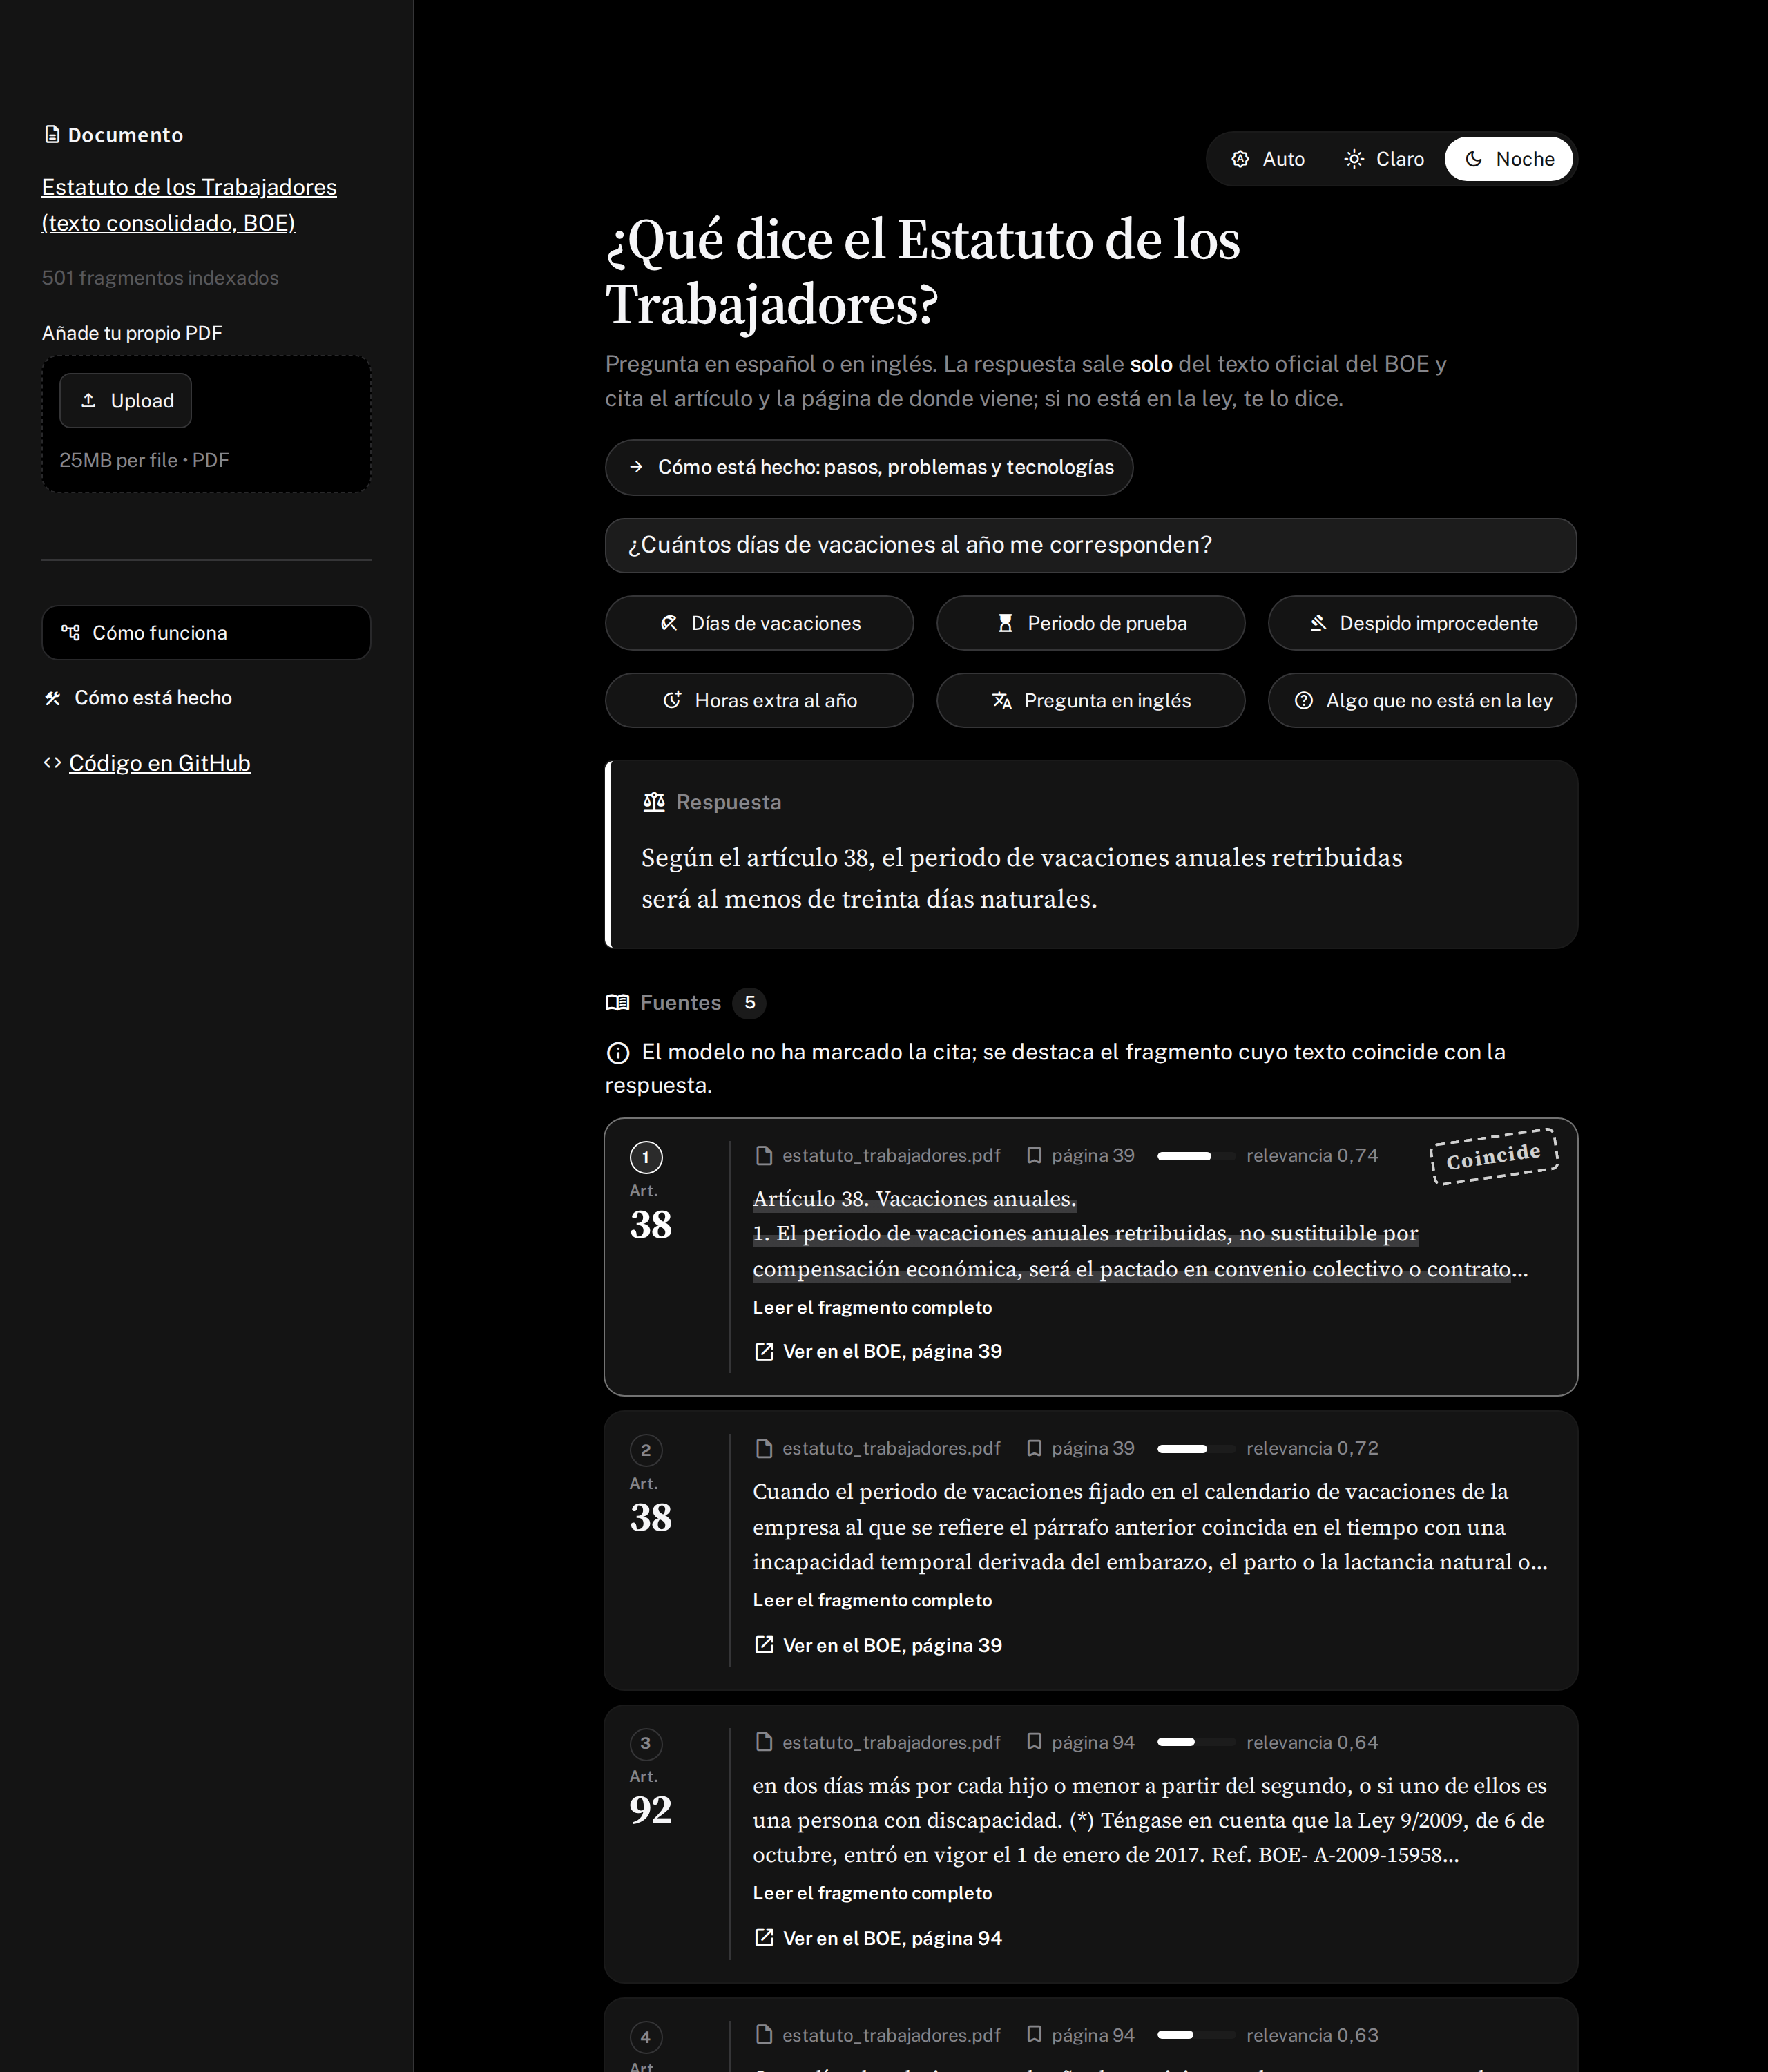 Documento
Estatuto de los Trabajadores
(texto consolidado, BOE)
501 fragmentos indexados
Añade tu propio PDF
Upload
25MB per file • PDF
Cómo funciona
Cómo está hecho
Código en GitHub
Auto
Claro
Noche
¿Qué dice el Estatuto de los
Trabajadores?
Pregunta en español o en inglés. La respuesta sale solo del texto oficial del BOE y
cita el artículo y la página de donde viene; si no está en la ley, te lo dice.
Cómo está hecho: pasos, problemas y tecnologías
¿Cuántos días de vacaciones al año me corresponden?
Días de vacaciones
Periodo de prueba
Despido improcedente
Horas extra al año
Pregunta en inglés
Algo que no está en la ley
Respuesta
Según el artículo 38, el periodo de vacaciones anuales retribuidas
será al menos de treinta días naturales.
Fuentes 5
El modelo no ha marcado la cita; se destaca el fragmento cuyo texto coincide con la
respuesta.
1
Art.
38
estatuto_trabajadores.pdf página 39 relevancia 0,74
Coincide
Artículo 38. Vacaciones anuales.
1. El periodo de vacaciones anuales retribuidas, no sustituible por
compensación económica, será el pactado en convenio colectivo o contrato...
Leer el fragmento completo
Ver en el BOE, página 39
2
Art.
38
estatuto_trabajadores.pdf página 39 relevancia 0,72
Cuando el periodo de vacaciones fijado en el calendario de vacaciones de la
empresa al que se refiere el párrafo anterior coincida en el tiempo con una
incapacidad temporal derivada del embarazo, el parto o la lactancia natural o...
Leer el fragmento completo
Ver en el BOE, página 39
3
Art.
92
estatuto_trabajadores.pdf página 94 relevancia 0,64
en dos días más por cada hijo o menor a partir del segundo, o si uno de ellos es
una persona con discapacidad. (*) Téngase en cuenta que la Ley 9/2009, de 6 de
octubre, entró en vigor el 1 de enero de 2017. Ref. BOE- A-2009-15958...
Leer el fragmento completo
Ver en el BOE, página 94
4
Art.
estatuto_trabajadores.pdf página 94 relevancia 0,63